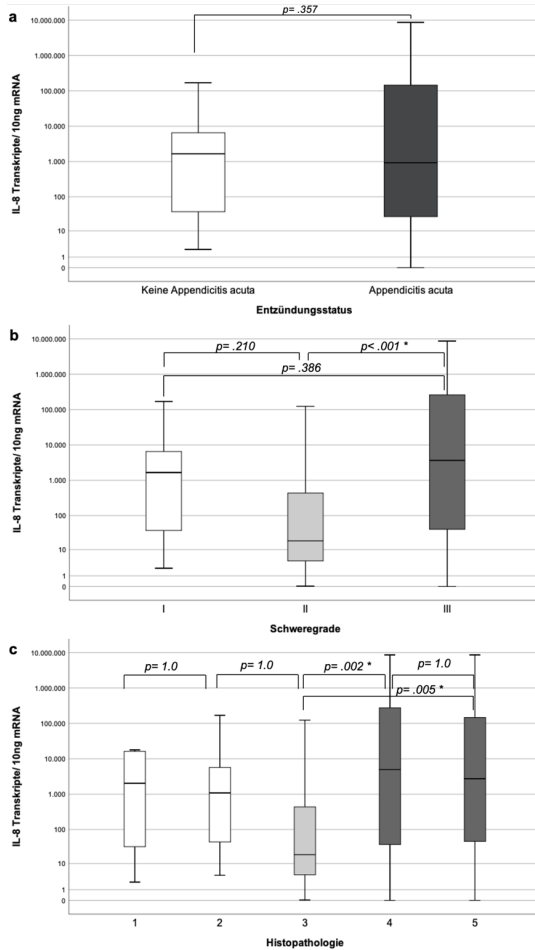 a
p= .357
IL-8 Transkripte/ 10ng mRNA
10.000.000
1.000.000
100.000
10.000
1.000
100
10
1
0
Keine Appendicitis acuta
Appendicitis acuta
Entzündungsstatus
b
p= .210
p< .001 *
p= .386
IL-8 Transkripte/ 10ng mRNA
10.000.000
1.000.000
100.000
10.000
1.000
100
10
1
0
I
II
III
Schweregrade
c
p= 1.0
p= 1.0
p= .002 *
p= 1.0
p= .005 *
IL-8 Transkripte/ 10ng mRNA
10.000.000
1.000.000
100.000
10.000
1.000
100
10
1
0
1
2
3
4
5
Histopathologie